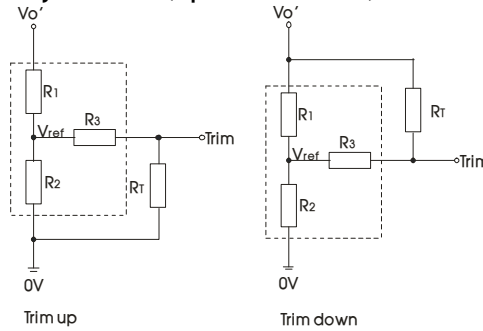 Vo’
Vo’
R1
R1
RT
Vref
R3
Trim
Vref
R3
Trim
R2
RT
R2
0V
0V
Trim up
Trim down